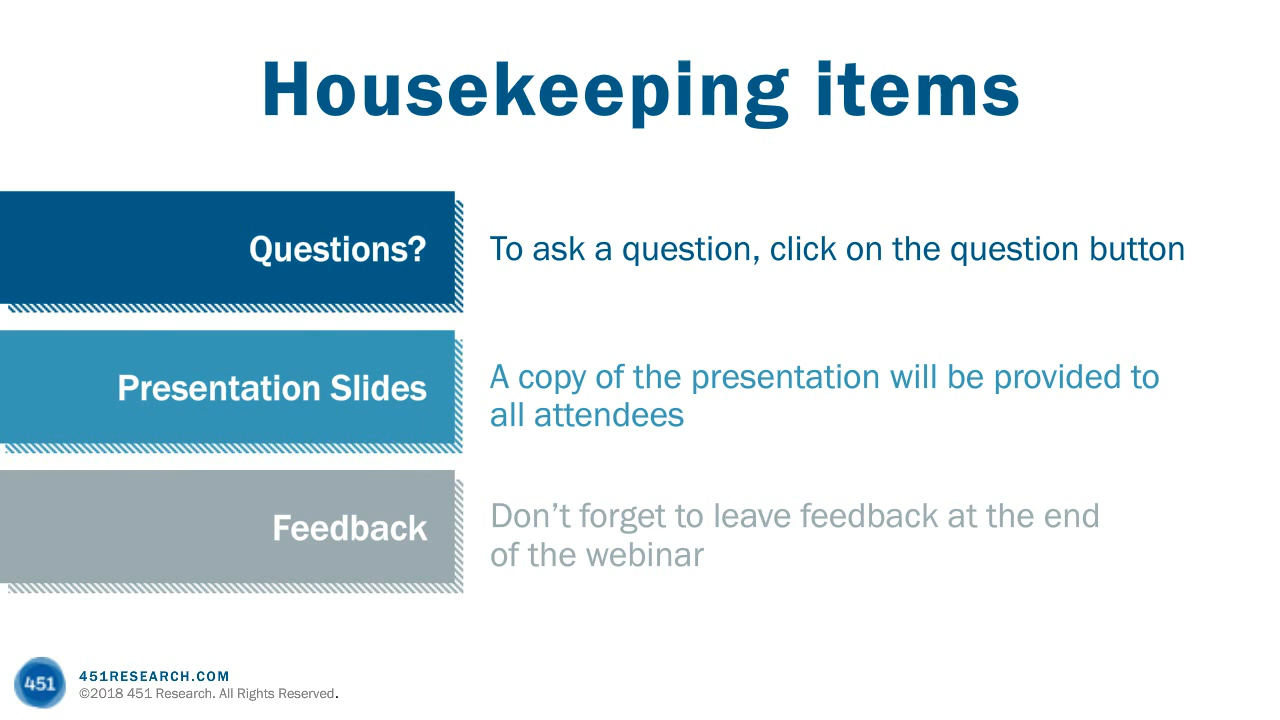 Housekeeping items
Questions?
To ask a question, click on the question button
Presentation Slides
A copy of the presentation will be provided to
all attendees
Feedback
Don’t forget to leave feedback at the end
of the webinar
451
451RESEARCH.COM
©2018 451 Research. All Rights Reserved.